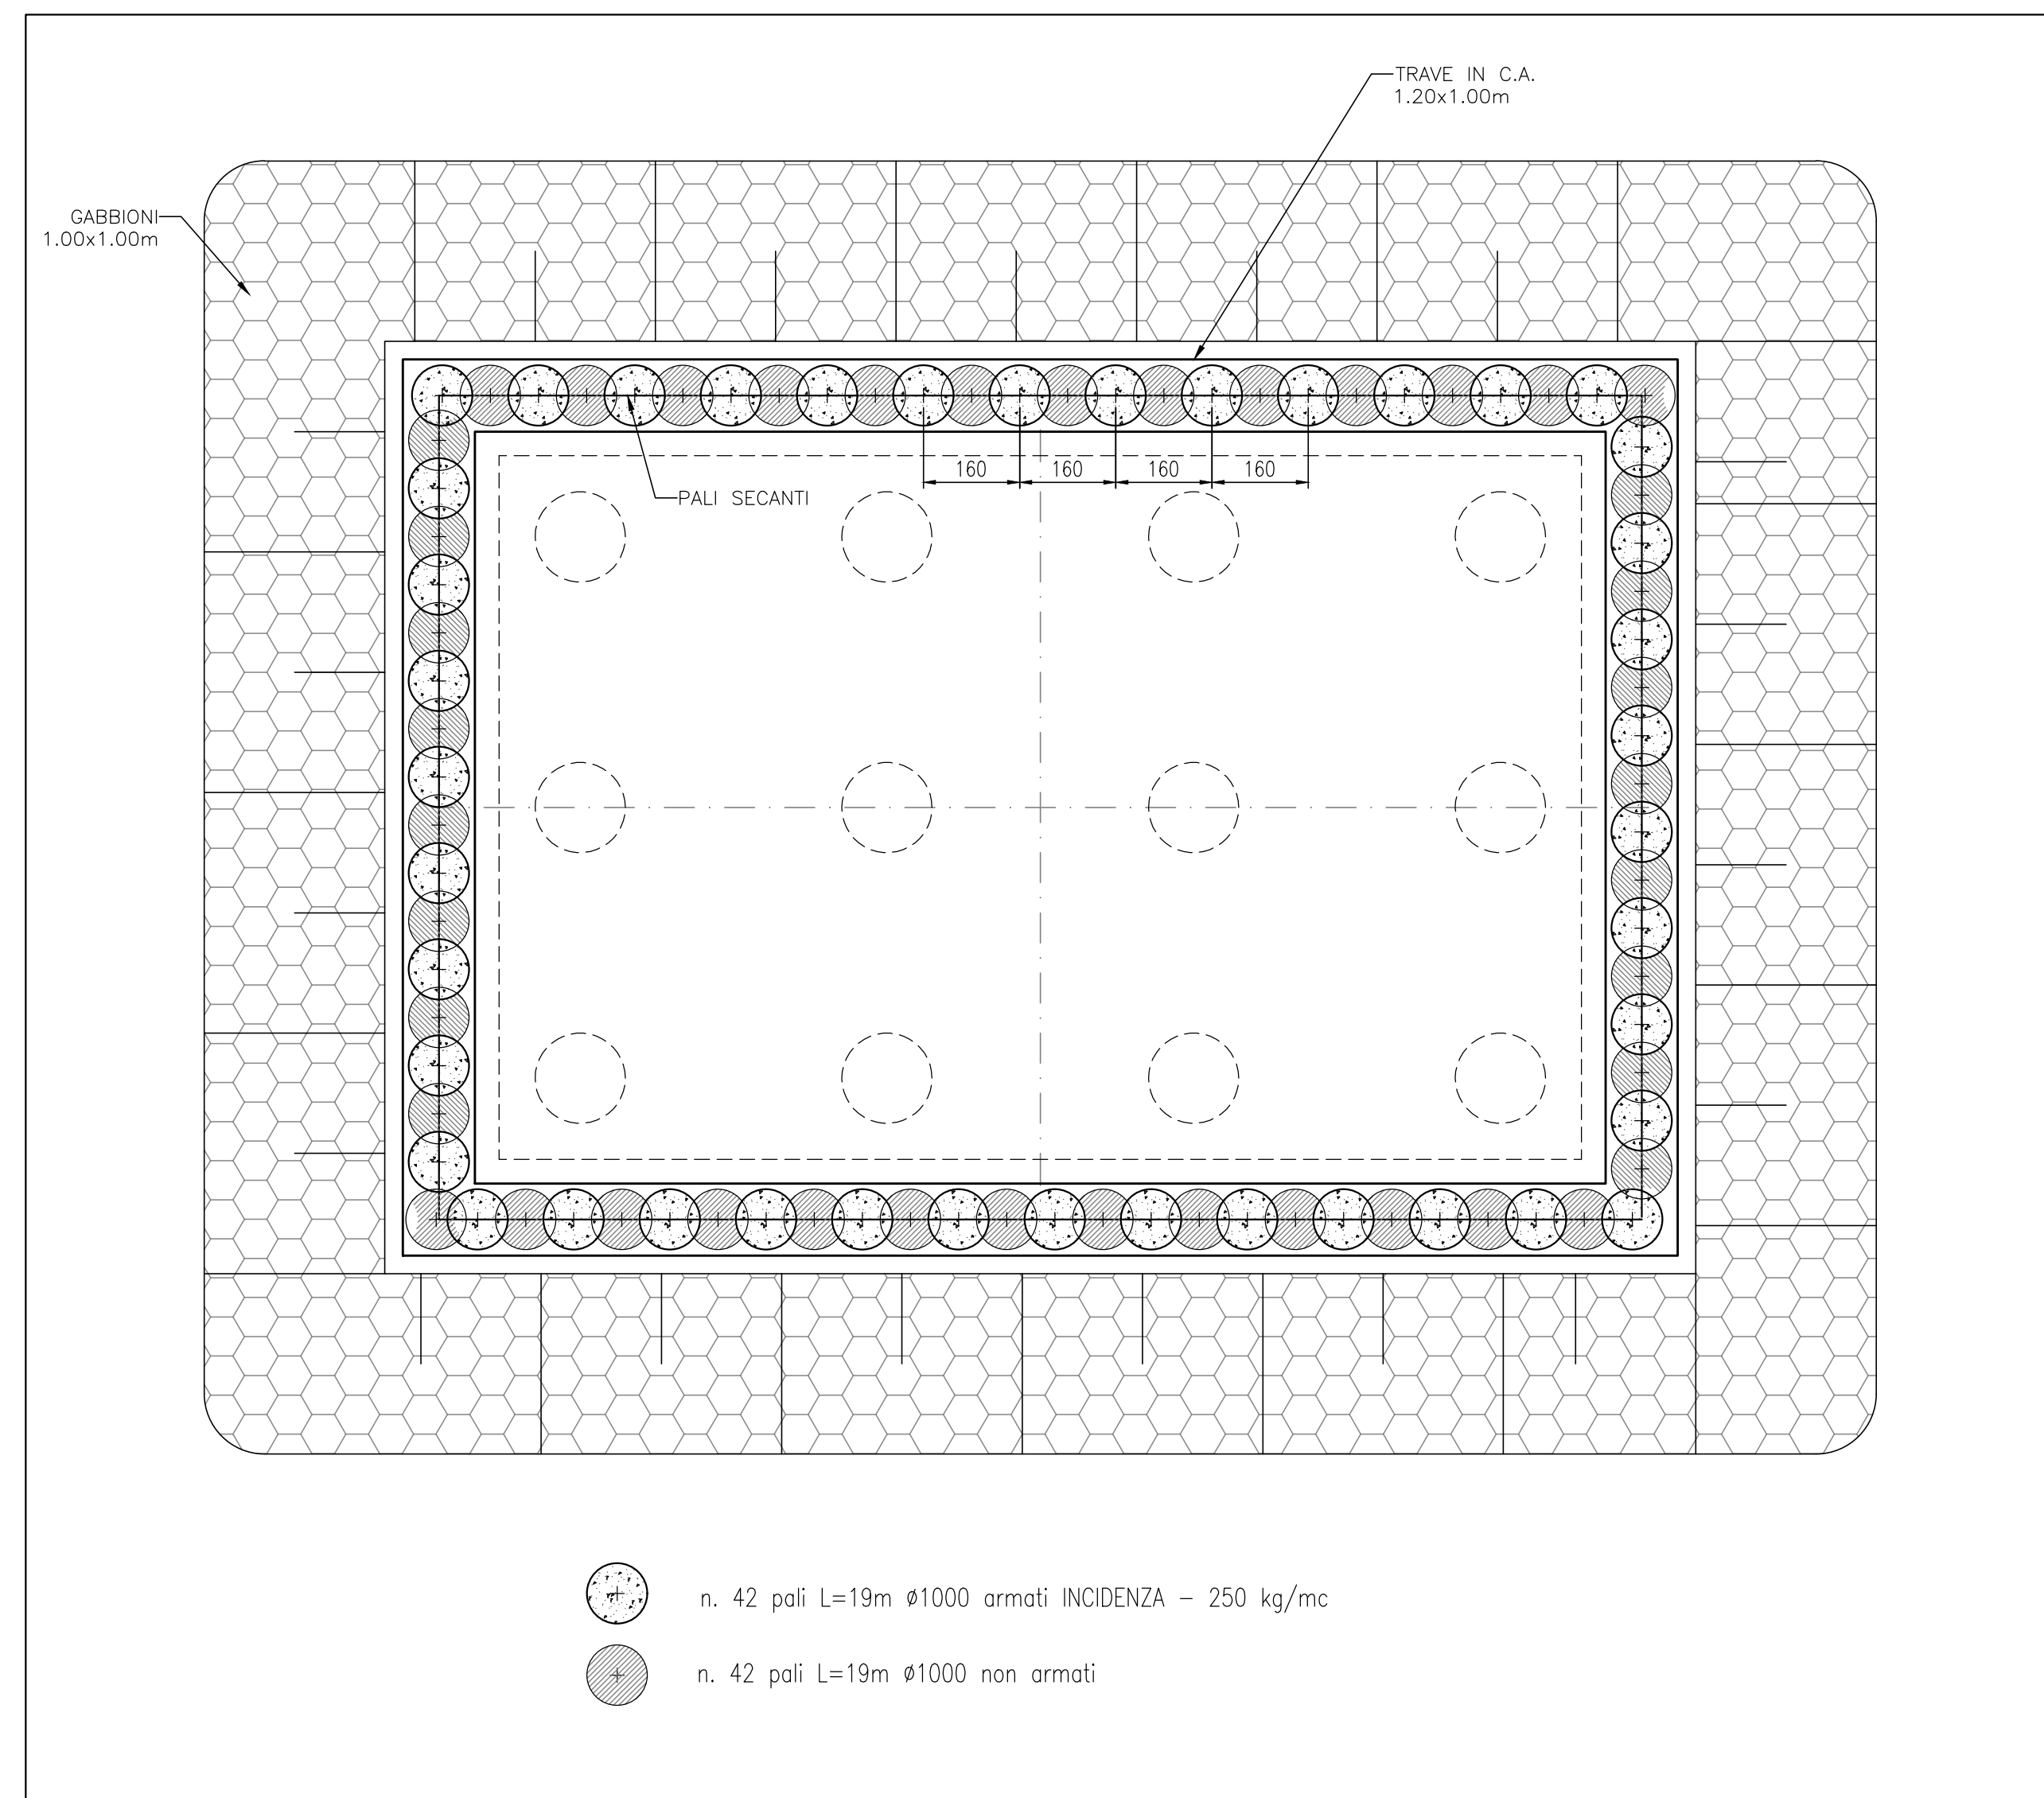 TRAVE IN C.A.
1.20x1.00m
GABBIONI
1.00x1.00m
160 160 160 160
PALI SECANTI
n. 42 pali L=19m ø1000 armati INCIDENZA – 250 kg/mc
n. 42 pali L=19m ø1000 non armati